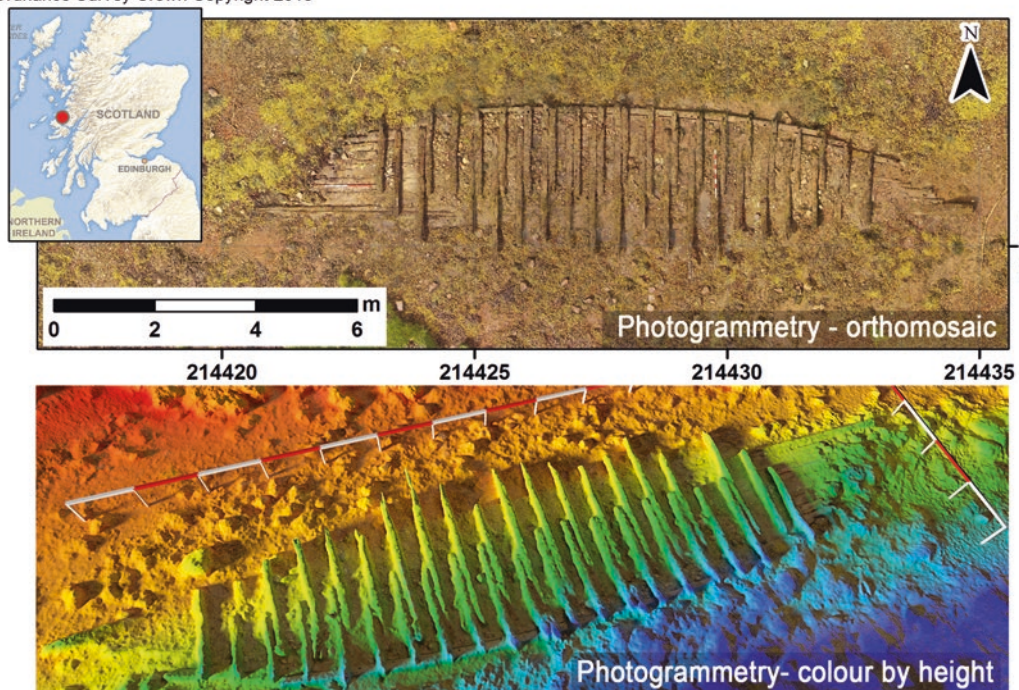 SCOTLAND
EDINBURGH
NORTHERN
IRELAND
N
m
0 2 4 6
Photogrammetry - orthomosaic
214420 214425 214430 214435
Photogrammetry- colour by height